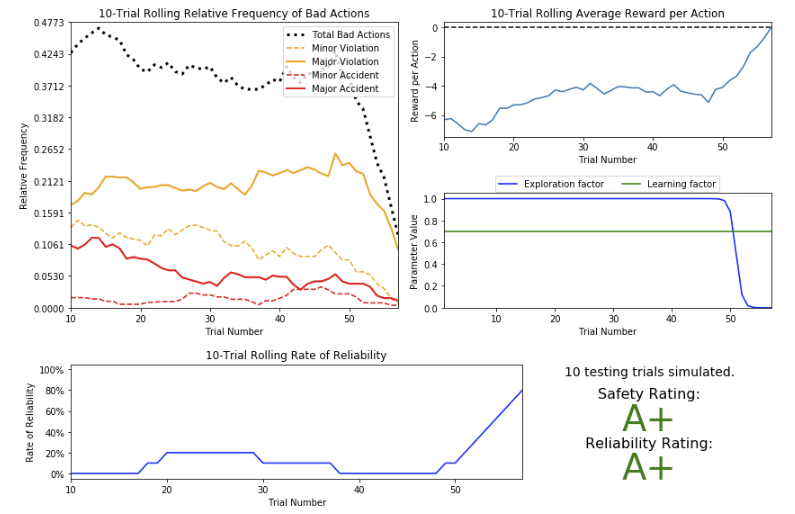 10-Trial Rolling Relative Frequency of Bad Actions
Relative Frequency
0.4773
0.4243
0.3712
0.3182
0.2652
0.2121
0.1591
0.1061
0.0530
0.0000
Total Bad Actions
Minor Violation
Major Violation
Minor Accident
Major Accident
10 20 30 40 50
Trial Number
10-Trial Rolling Average Reward per Action
Reward per Action
0
−2
−4
−6
10 20 30 40 50
Trial Number
Exploration factor Learning factor
Parameter Value
1.0
0.8
0.6
0.4
0.2
0.0
10 20 30 40 50
Trial Number
10-Trial Rolling Rate of Reliability
Rate of Reliability
100%
80%
60%
40%
20%
0%
10 20 30 40 50
Trial Number
10 testing trials simulated.
Safety Rating:
A+
Reliability Rating:
A+